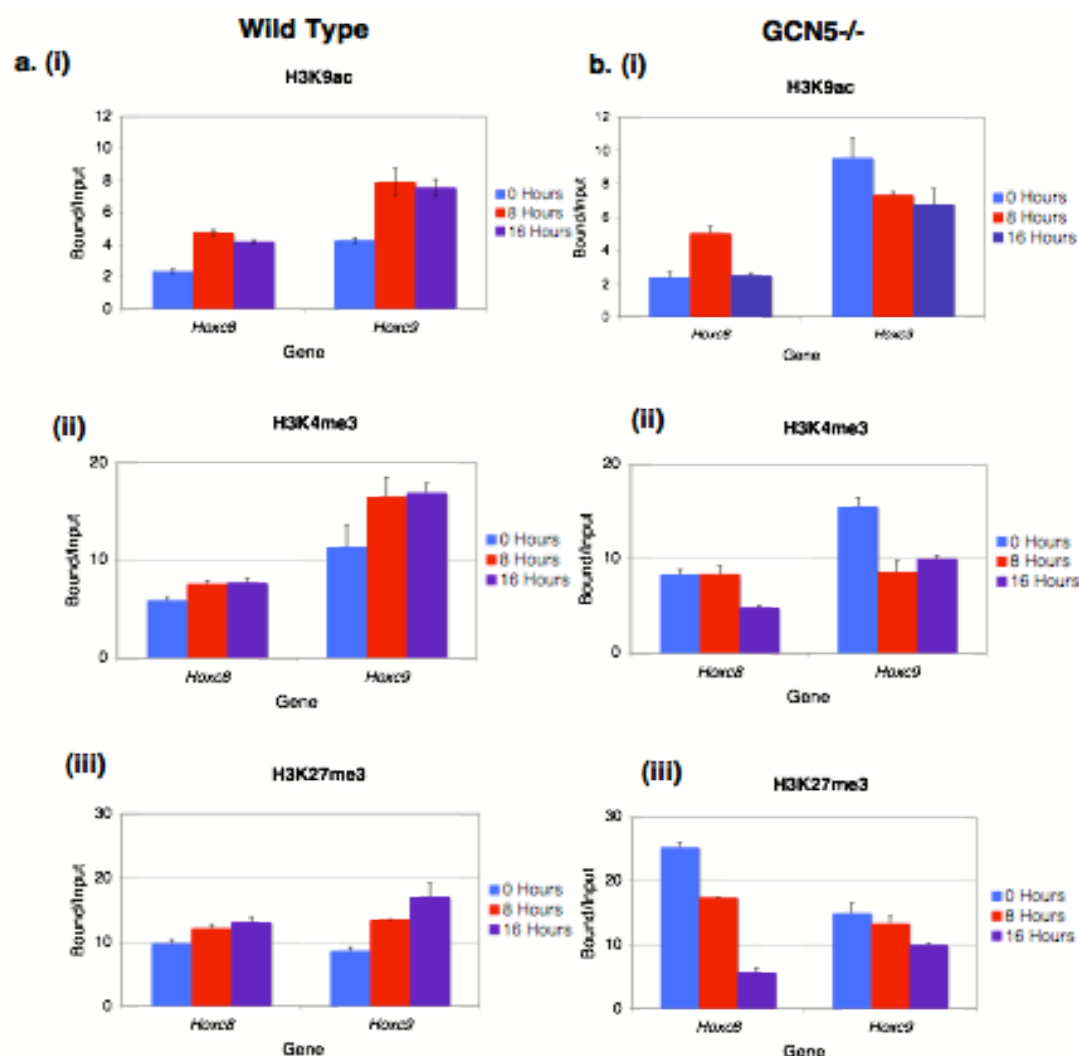 Wild Type
GCN5-/-
a. (i)
H3K9ac
12
10
8
6
4
2
0
Bound/Input
Hoxc8
Hoxc9
Gene
0 Hours
8 Hours
16 Hours
b. (i)
H3K9ac
12
10
8
6
4
2
0
Bound/Input
Hoxc8
Hoxc9
Gene
0 Hours
8 Hours
16 Hours
(ii)
H3K4me3
20
10
0
Bound/Input
Hoxc8
Hoxc9
Gene
0 Hours
8 Hours
16 Hours
(ii)
H3K4me3
20
10
0
Bound/Input
Hoxc8
Hoxc9
Gene
0 Hours
8 Hours
16 Hours
(iii)
H3K27me3
30
20
10
0
Bound/Input
Hoxc8
Hoxc9
Gene
0 Hours
8 Hours
16 Hours
(iii)
H3K27me3
30
20
10
0
Bound/Input
Hoxc8
Hoxc9
Gene
0 Hours
8 Hours
16 Hours